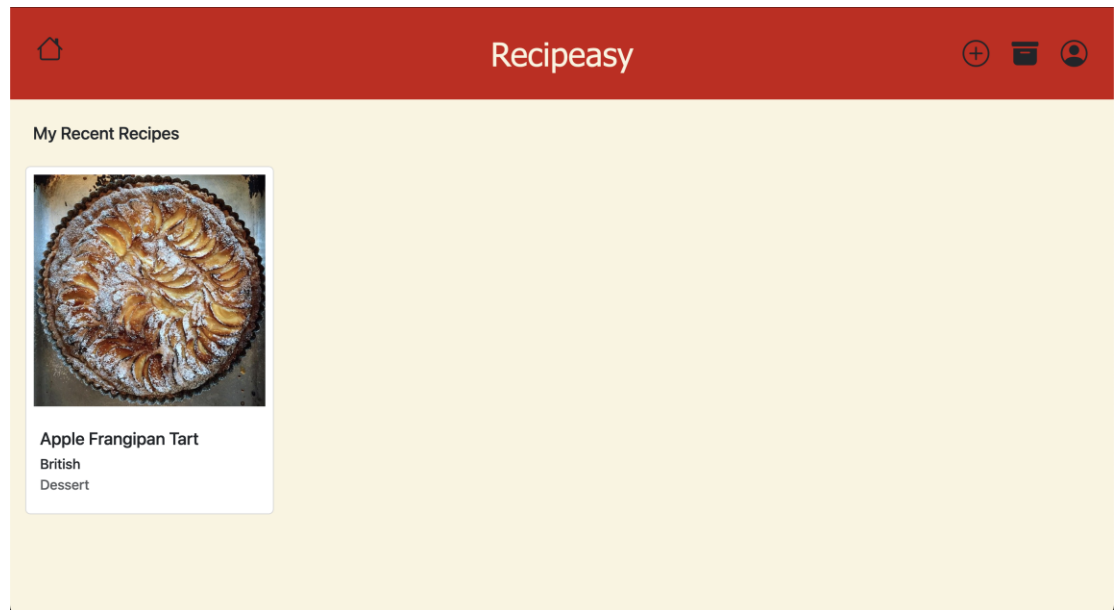 Recipeasy
My Recent Recipes
Apple Frangipan Tart
British
Dessert